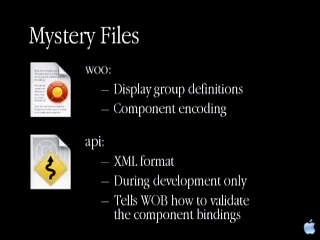 Mystery Files
woo:
– Display group definitions
– Component encoding
api:
– XML format
– During development only
– Tells WOB how to validate
the component bindings